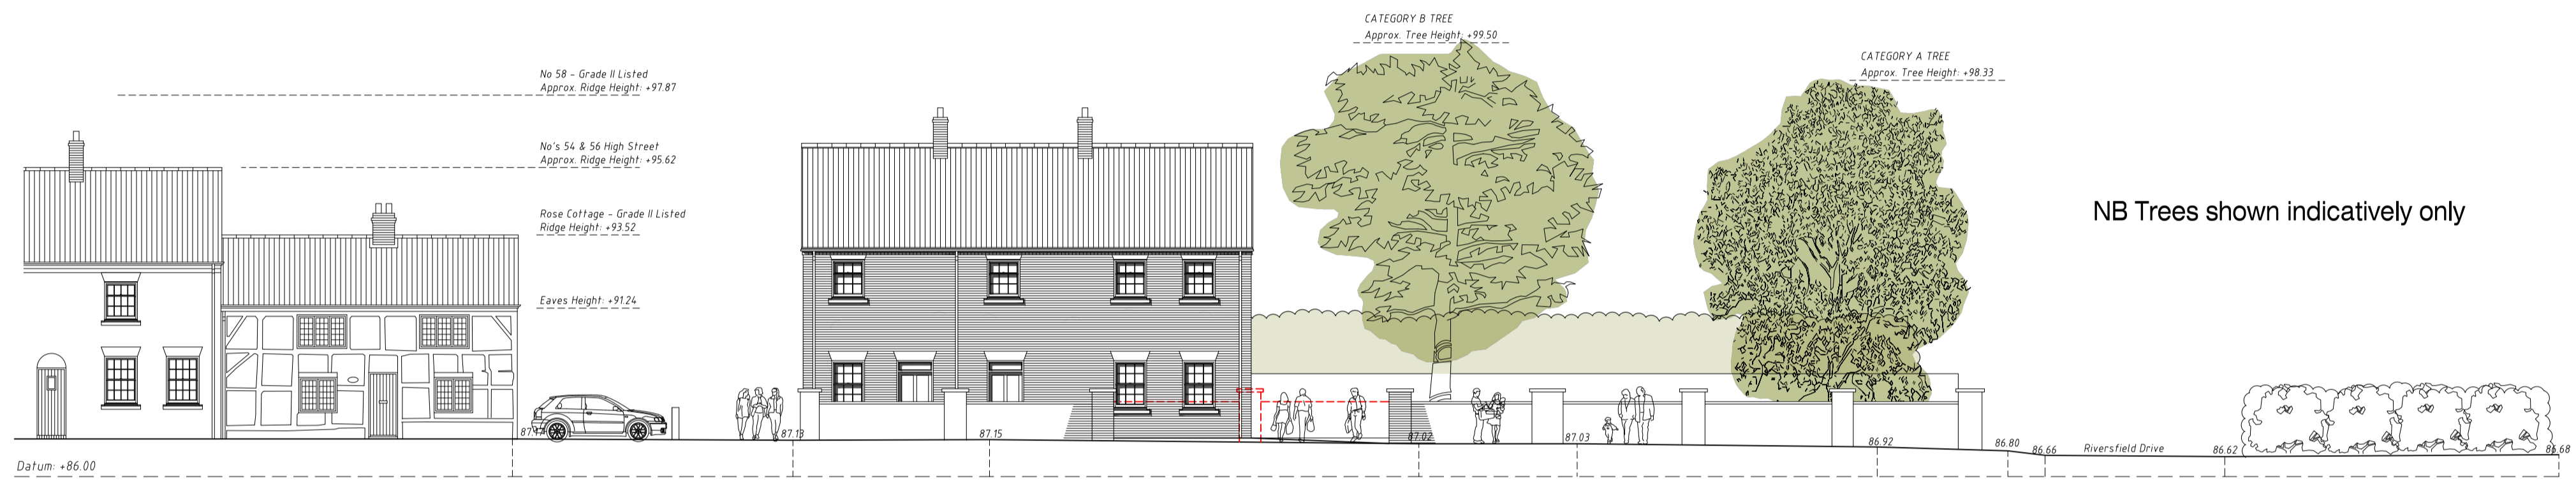 CATEGORY B TREE
Approx. Tree Height: +99.50
CATEGORY A TREE
Approx. Tree Height: +98.33
No 58 - Grade II Listed
Approx. Ridge Height: +97.87
No's 54 & 56 High Street
Approx. Ridge Height: +95.62
Rose Cottage - Grade II Listed
Ridge Height: +93.52
Eaves Height: +91.24
NB Trees shown indicatively only
87.13
87.15
87.02
87.03
86.92
86.80
86.66
Riversfield Drive
86.62
86.68
Datum: +86.00